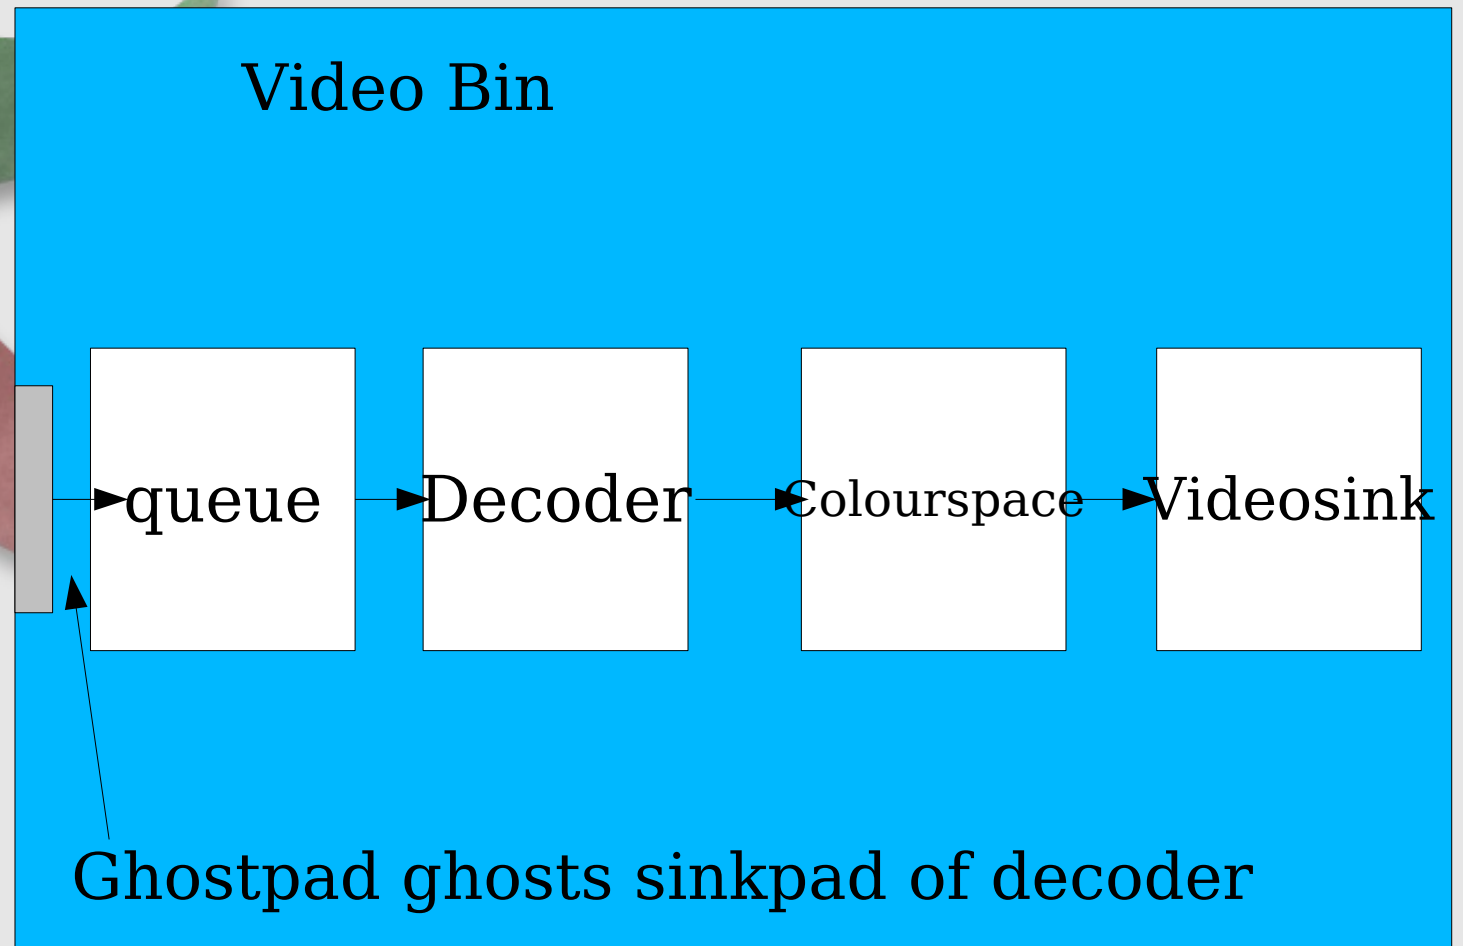 Video Bin
queue
Decoder
Colourspace
Videosink
Ghostpad ghosts sinkpad of decoder